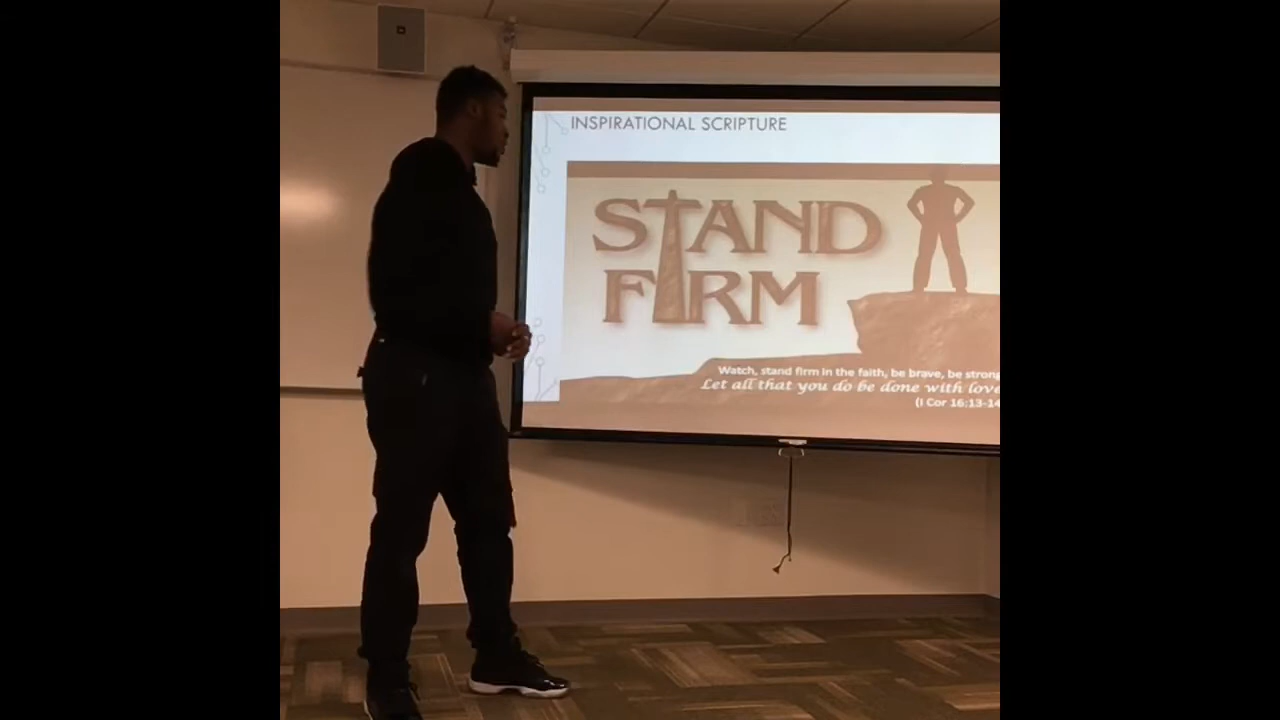 INSPIRATIONAL SCRIPTURE
STAND
FIRM
Watch, stand firm in the faith, be brave, be strong
Let all that you do be done with love
(I Cor 16:13-14